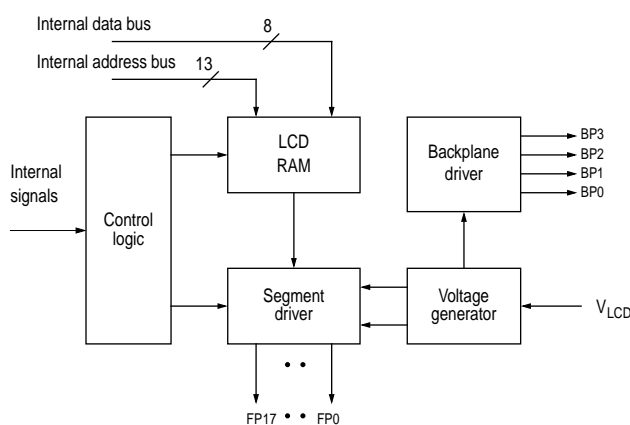 Internal data bus 8
Internal address bus 13
LCD
RAM
Backplane
driver
BP3
BP2
BP1
BP0
Internal
signals
Control
logic
Segment
driver
Voltage
generator
VLCD
FP17 • • FP0